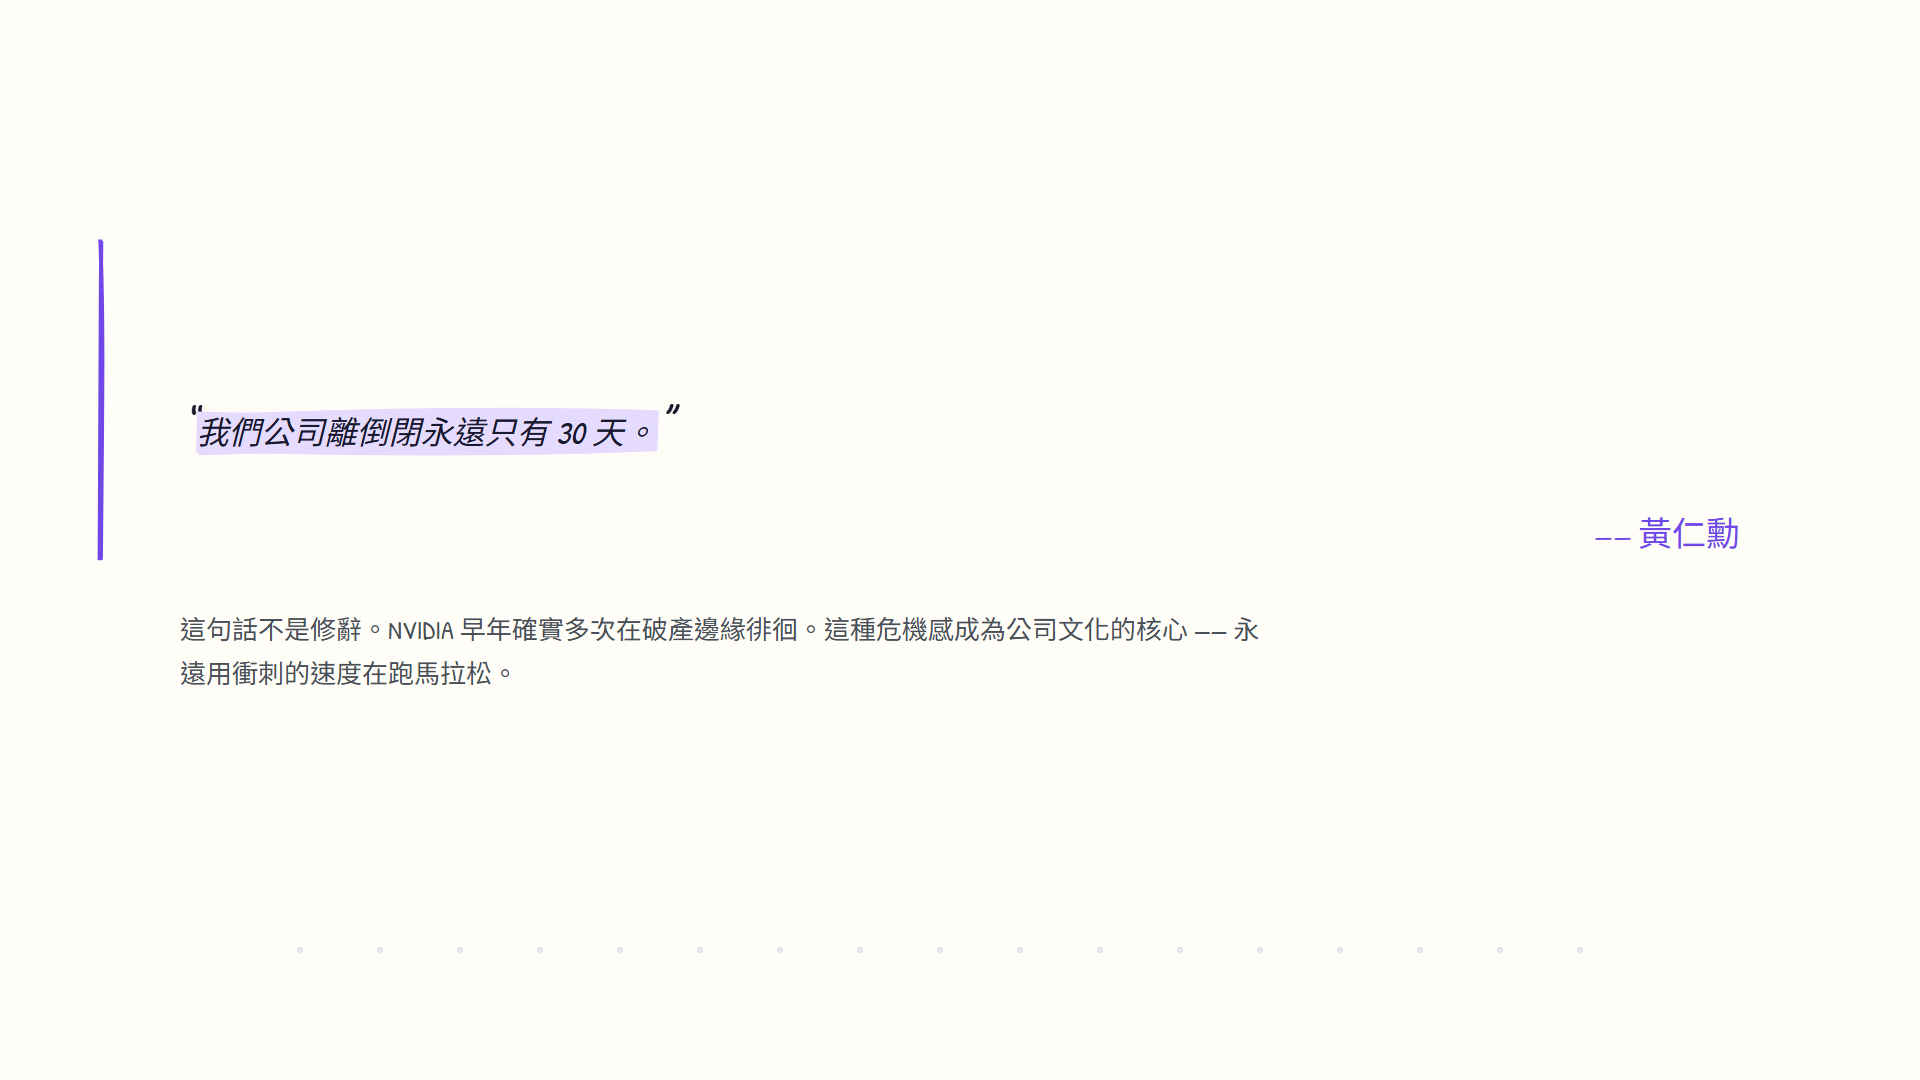 “我們公司離倒閉永遠只有 30 天。”
—— 黃仁勳
這句話不是修辭。NVIDIA 早年確實多次在破產邊緣徘徊。這種危機感成為公司文化的核心 —— 永
遠用衝刺的速度在跑馬拉松。